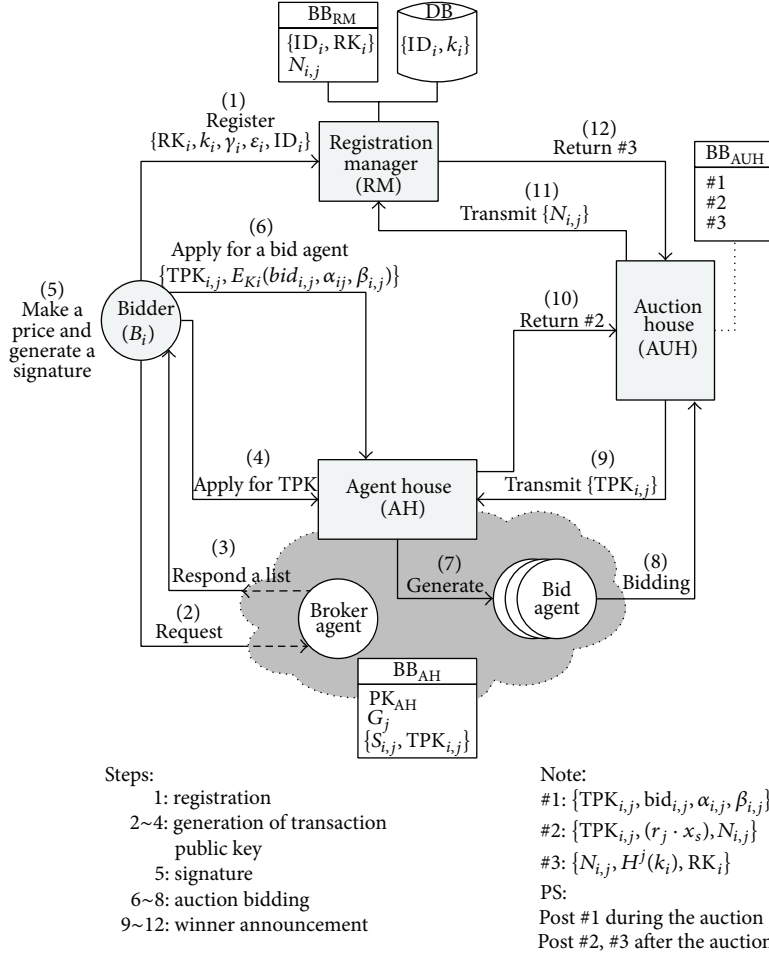 BB_RM
{ID_i, RK_i}
N_{i,j}
DB
{ID_i, k_i}
(1)
Register
{RK_i, k_i, γ_i, ε_i, ID_i}
Registration
manager
(RM)
(12)
Return #3
(11)
Transmit {N_{i,j}}
BB_AUH
#1
#2
#3
(6)
Apply for a bid agent
{TPK_{i,j}, E_{Ki}(bid_{i,j}, α_{ij}, β_{i,j})}
(5)
Make a
price and
generate a
signature
Bidder
(B_i)
(10)
Return #2
Auction
house
(AUH)
(4)
Apply for TPK
Agent house
(AH)
(9)
Transmit {TPK_{i,j}}
(3)
Respond a list
(2)
Request
Broker
agent
(7)
Generate
Bid
agent
(8)
Bidding
BB_AH
PK_AH
G_j
{S_{i,j}, TPK_{i,j}}
Steps:
1: registration
2~4: generation of transaction
public key
5: signature
6~8: auction bidding
9~12: winner announcement
Note:
#1: {TPK_{i,j}, bid_{i,j}, α_{i,j}, β_{i,j}}
#2: {TPK_{i,j}, (r_j · x_s), N_{i,j}}
#3: {N_{i,j}, H^j(k_i), RK_i}
PS:
Post #1 during the auction
Post #2, #3 after the auction